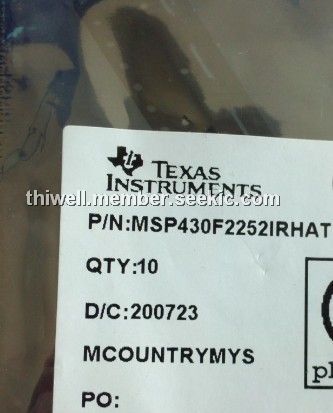 TEXAS
INSTRUMENTS
thiwell.member.seekic.com
P/N:MSP430F2252IRHAT
QTY:10
D/C:200723
MCOUNTRYMYS
PO: